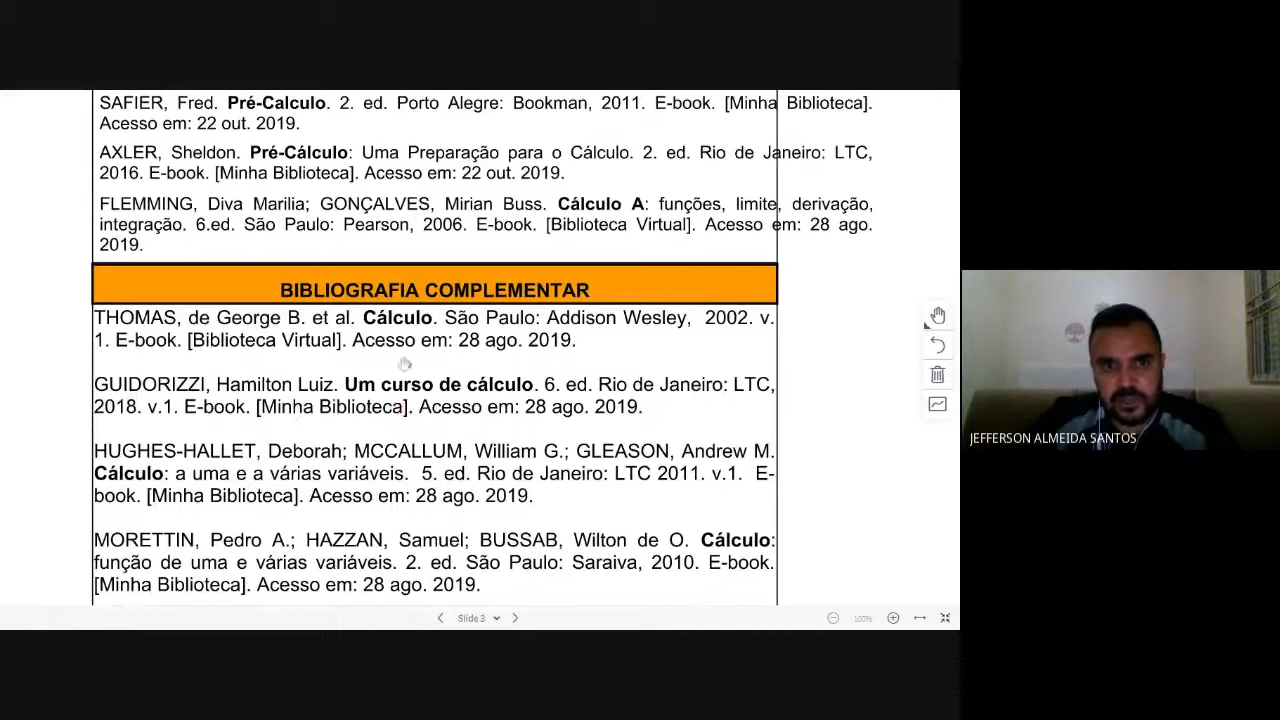 SAFIER, Fred. Pré-Calculo. 2. ed. Porto Alegre: Bookman, 2011. E-book. [Minha Biblioteca].
Acesso em: 22 out. 2019.
AXLER, Sheldon. Pré-Cálculo: Uma Preparação para o Cálculo. 2. ed. Rio de Janeiro: LTC,
2016. E-book. [Minha Biblioteca]. Acesso em: 22 out. 2019.
FLEMMING, Diva Marilia; GONÇALVES, Mirian Buss. Cálculo A: funções, limite, derivação,
integração. 6.ed. São Paulo: Pearson, 2006. E-book. [Biblioteca Virtual]. Acesso em: 28 ago.
2019.
BIBLIOGRAFIA COMPLEMENTAR
THOMAS, de George B. et al. Cálculo. São Paulo: Addison Wesley, 2002. v.
1. E-book. [Biblioteca Virtual]. Acesso em: 28 ago. 2019.
GUIDORIZZI, Hamilton Luiz. Um curso de cálculo. 6. ed. Rio de Janeiro: LTC,
2018. v.1. E-book. [Minha Biblioteca]. Acesso em: 28 ago. 2019.
HUGHES-HALLET, Deborah; MCCALLUM, William G.; GLEASON, Andrew M.
Cálculo: a uma e a várias variáveis. 5. ed. Rio de Janeiro: LTC 2011. v.1. E-
book. [Minha Biblioteca]. Acesso em: 28 ago. 2019.
MORETTIN, Pedro A.; HAZZAN, Samuel; BUSSAB, Wilton de O. Cálculo:
função de uma e várias variáveis. 2. ed. São Paulo: Saraiva, 2010. E-book.
[Minha Biblioteca]. Acesso em: 28 ago. 2019.
Slide 3
100%
JEFFERSON ALMEIDA SANTOS